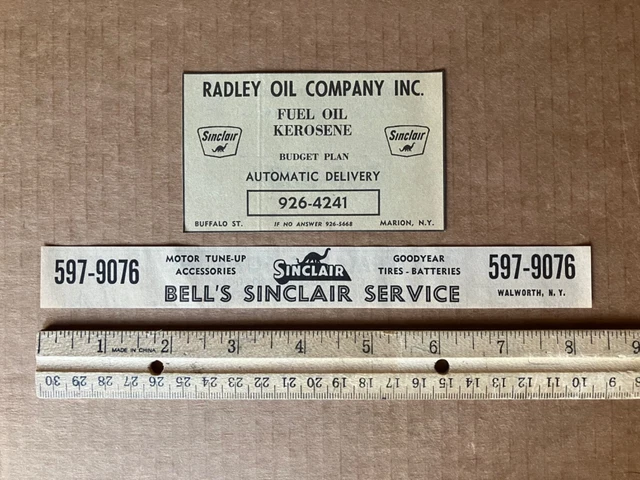 RADLEY OIL COMPANY INC.
FUEL OIL
KEROSENE
Sinclair
Sinclair
BUDGET PLAN
AUTOMATIC DELIVERY
926-4241
BUFFALO ST.
IF NO ANSWER 926-5668
MARION, N.Y.
597-9076
MOTOR TUNE-UP
ACCESSORIES
SINCLAIR
GOODYEAR
TIRES - BATTERIES
597-9076
BELL'S SINCLAIR SERVICE
WALWORTH, N. Y.
1 2 3 4 5 6 7 8 9
MADE IN CHINA
30 29 28 27 26 25 24 23 22 21 20 19 18 17 16 15 14 13 12 11 10 9 8